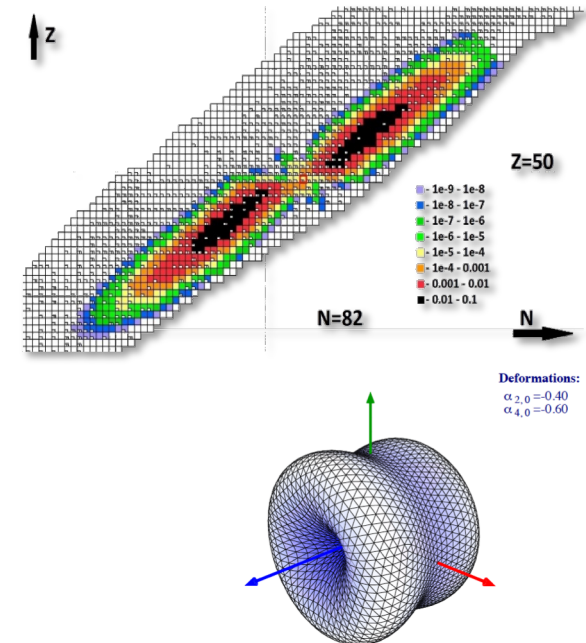 Z
Z=50
- 1e-9 - 1e-8
- 1e-8 - 1e-7
- 1e-7 - 1e-6
- 1e-6 - 1e-5
- 1e-5 - 1e-4
- 1e-4 - 0.001
- 0.001 - 0.01
- 0.01 - 0.1
N=82
N
Deformations:
α 2, 0 =-0.40
α 4, 0 =-0.60